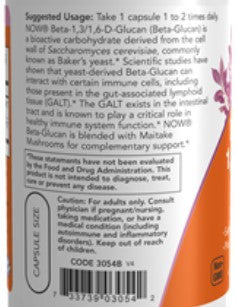 Suggested Usage: Take 1 capsule 1 to 2 times daily.
NOW® Beta-1,3/1,6-D-Glucan (Beta-Glucan) is
a bioactive carbohydrate derived from the cell
wall of Saccharomyces cerevisiae, commonly
known as Baker's yeast.* Scientific studies have
shown that yeast-derived Beta-Glucan can
interact with certain immune cells, including
those present in the gut-associated lymphoid
tissue (GALT).* The GALT exists in the intestinal
tract and is known to play a critical role in
healthy immune system function.* NOW®
Beta-Glucan is blended with Maitake
Mushrooms for complementary support.*
*These statements have not been evaluated
by the Food and Drug Administration. This
product is not intended to diagnose, treat,
cure or prevent any disease.
CAPSULE SIZE
Caution: For adults only. Consult
physician if pregnant/nursing,
taking medication, or have a
medical condition (including
autoimmune and inflammatory
disorders). Keep out of reach
of children.
CODE 3054B V4
7 33739 03054 2